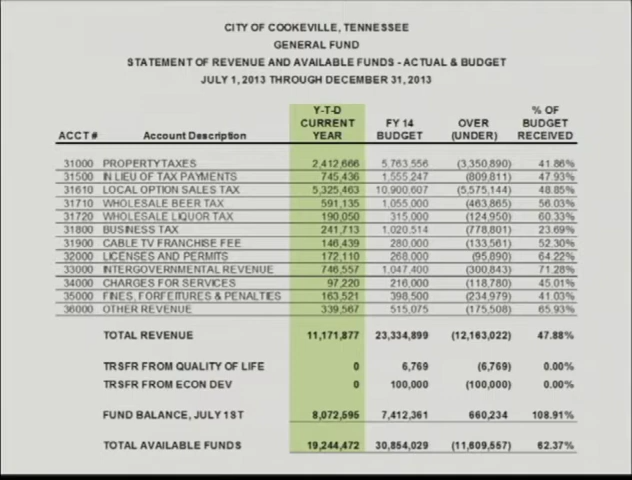 CITY OF COOKEVILLE, TENNESSEE
GENERAL FUND
STATEMENT OF REVENUE AND AVAILABLE FUNDS - ACTUAL & BUDGET
JULY 1, 2013 THROUGH DECEMBER 31, 2013
Y-T-D % OF
CURRENT FY 14 OVER BUDGET
ACCT # Account Description YEAR BUDGET (UNDER) RECEIVED
31000 PROPERTY TAXES 2,412,666 5,763,556 (3,350,890) 41.86%
31500 IN LIEU OF TAX PAYMENTS 745,436 1,555,247 (809,811) 47.93%
31610 LOCAL OPTION SALES TAX 5,325,463 10,900,607 (5,575,144) 48.85%
31710 WHOLESALE BEER TAX 591,135 1,055,000 (463,865) 56.03%
31720 WHOLESALE LIQUOR TAX 190,050 315,000 (124,950) 60.33%
31800 BUSINESS TAX 241,713 1,020,514 (778,801) 23.69%
31900 CABLE TV FRANCHISE FEE 146,439 280,000 (133,561) 52.30%
32000 LICENSES AND PERMITS 172,110 268,000 (95,890) 64.22%
33000 INTERGOVERNMENTAL REVENUE 746,557 1,047,400 (300,843) 71.28%
34000 CHARGES FOR SERVICES 97,220 216,000 (118,780) 45.01%
35000 FINES, FORFEITURES & PENALTIES 163,521 398,500 (234,979) 41.03%
36000 OTHER REVENUE 339,567 515,075 (175,508) 65.93%
TOTAL REVENUE 11,171,877 23,334,899 (12,163,022) 47.88%
TRSFR FROM QUALITY OF LIFE 0 6,769 (6,769) 0.00%
TRSFR FROM ECON DEV 0 100,000 (100,000) 0.00%
FUND BALANCE, JULY 1ST 8,072,595 7,412,361 660,234 108.91%
TOTAL AVAILABLE FUNDS 19,244,472 30,854,029 (11,609,557) 62.37%